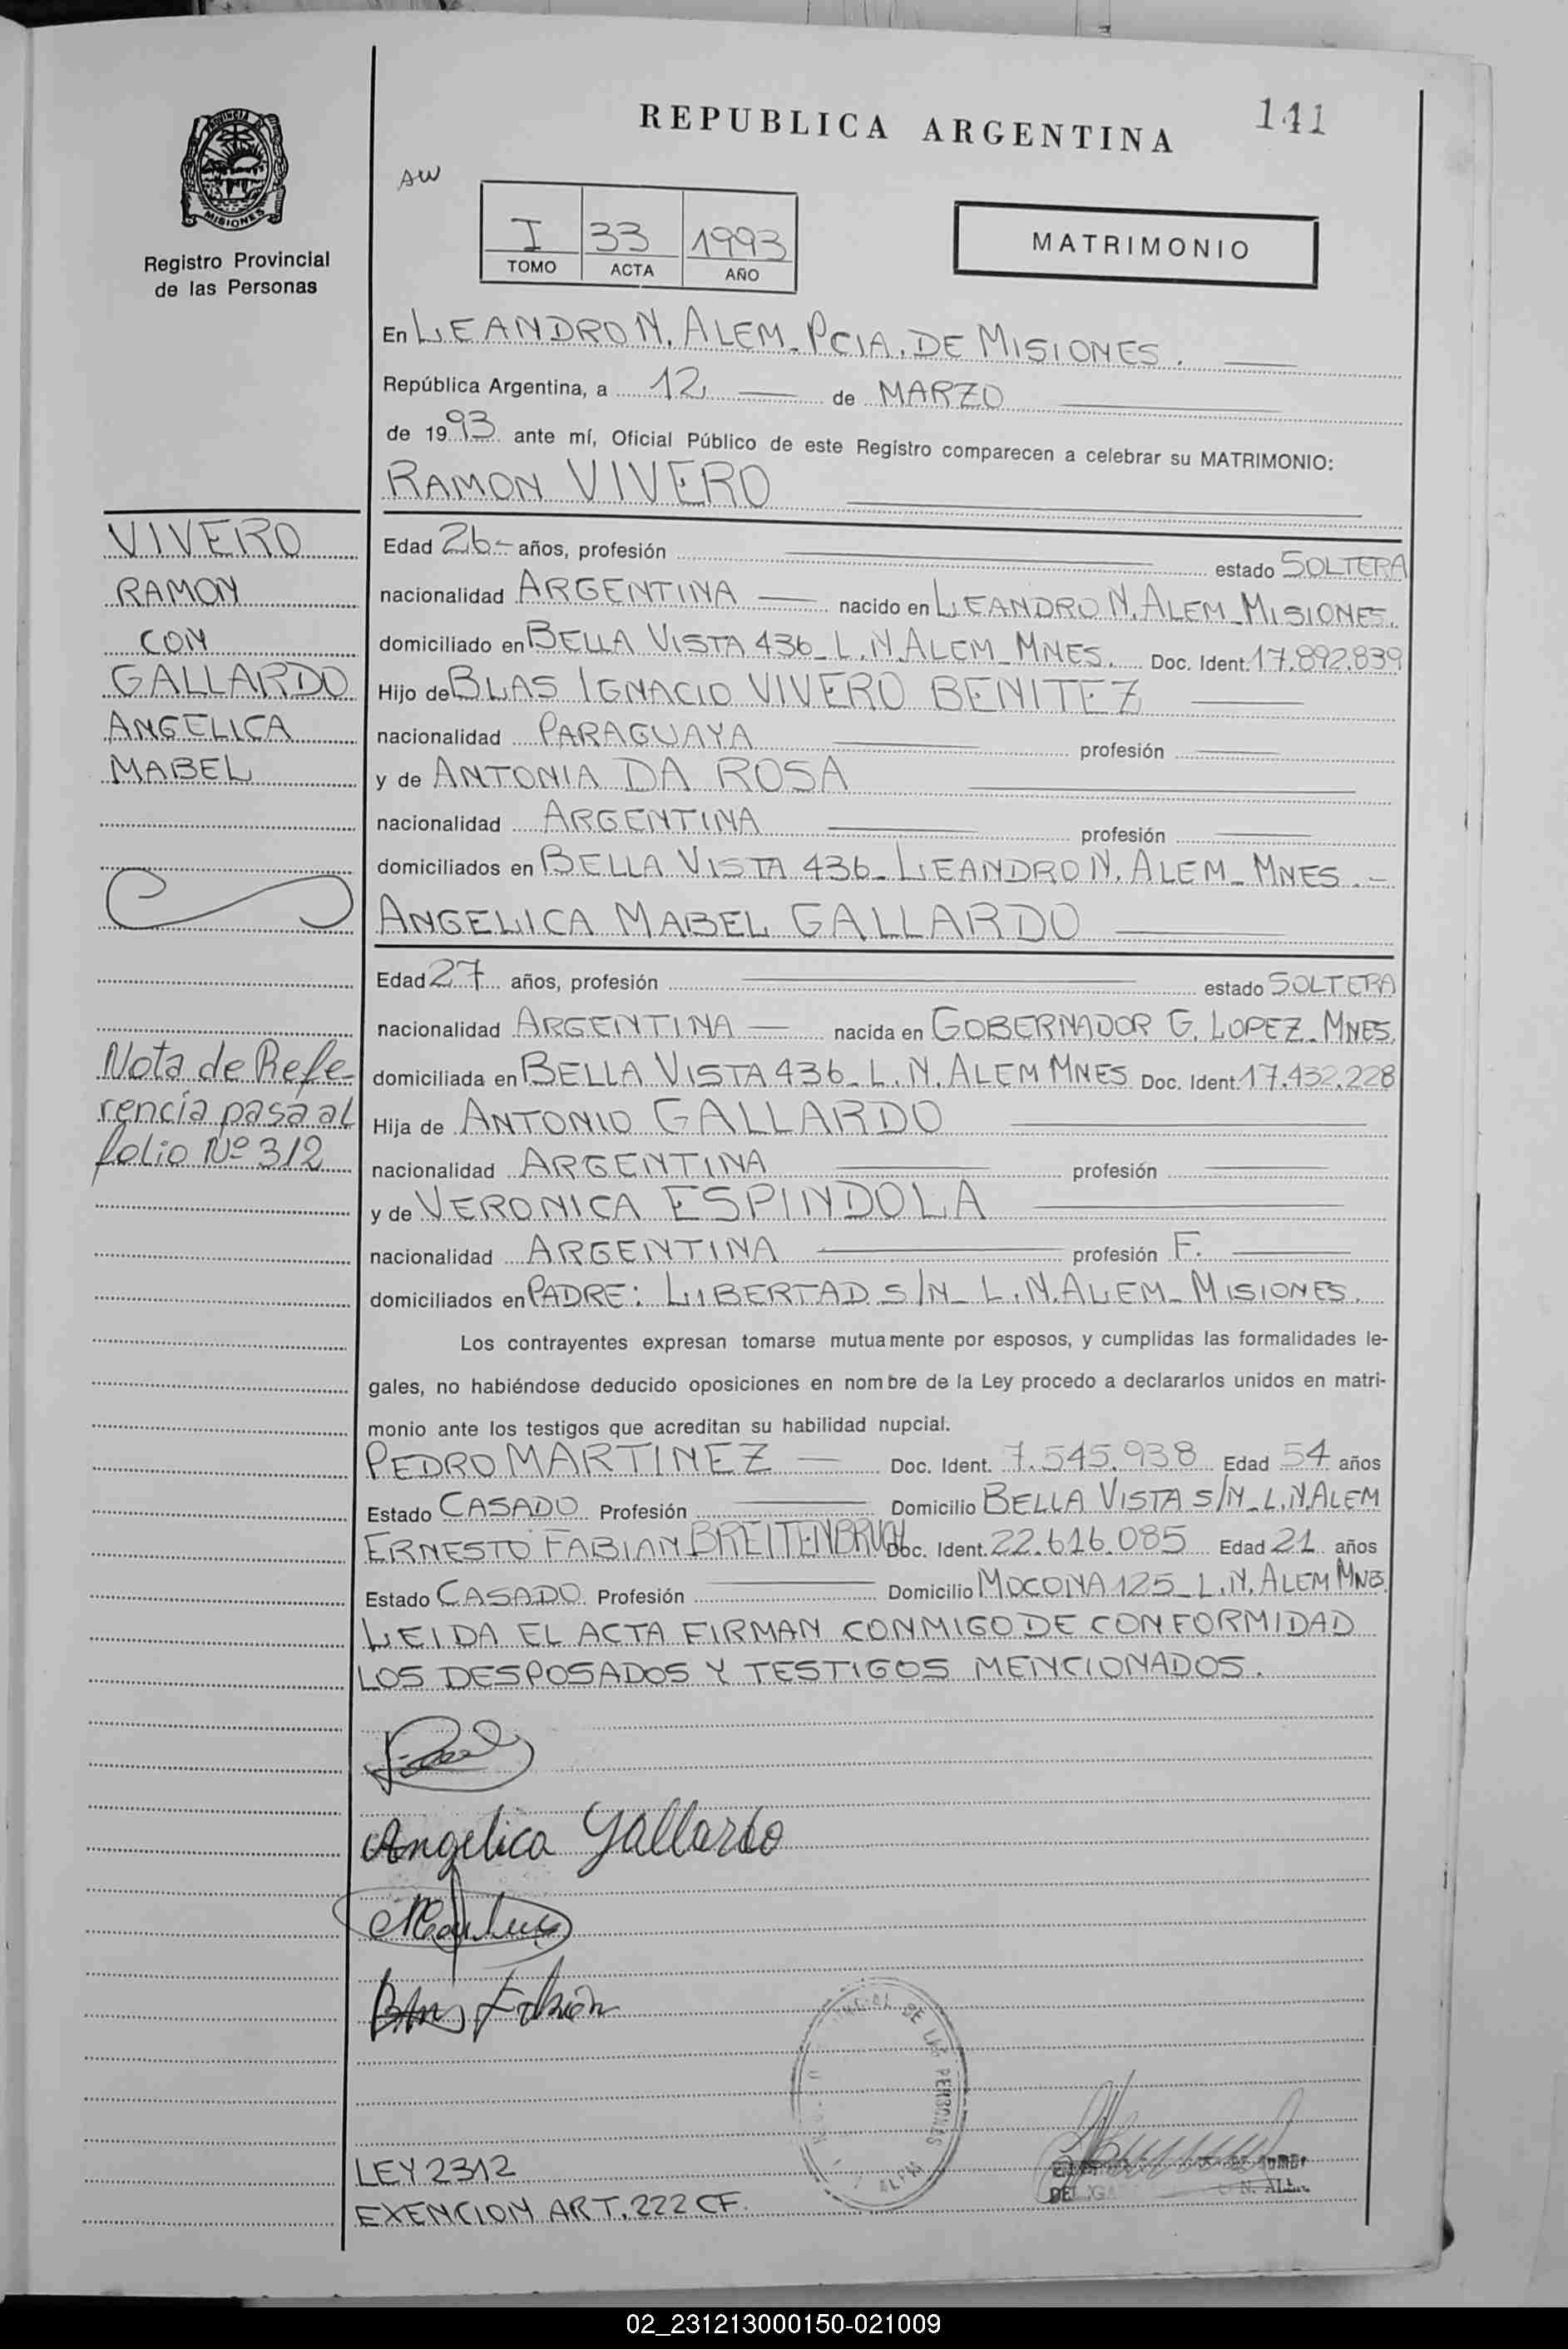 REPUBLICA ARGENTINA
141
PROVINCIA DE
MISIONES
Registro Provincial
de las Personas
AW
I 33 1993
TOMO ACTA AÑO
MATRIMONIO
En LEANDRO N. ALEM - PCIA. DE MISIONES.
República Argentina, a 12 de MARZO
de 1993 ante mí, Oficial Público de este Registro comparecen a celebrar su MATRIMONIO:
RAMON VIVERO
VIVERO
RAMON
CON
GALLARDO
ANGELICA
MABEL
Edad 26- años, profesión estado SOLTERA
nacionalidad ARGENTINA nacido en LEANDRO N. ALEM - MISIONES.
domiciliado en BELLA VISTA 436 - L.N. ALEM - MNES. Doc. Ident. 17.892.839
Hijo de BLAS IGNACIO VIVERO BENITEZ
nacionalidad PARAGUAYA profesión
y de ANTONIA DA ROSA
nacionalidad ARGENTINA profesión
domiciliados en BELLA VISTA 436 - LEANDRO N. ALEM - MNES.-
ANGELICA MABEL GALLARDO
Edad 27 años, profesión estado SOLTERA
nacionalidad ARGENTINA nacida en GOBERNADOR G. LOPEZ - MNES.
domiciliada en BELLA VISTA 436 - L.N. ALEM MNES Doc. Ident. 17.432.228
Hija de ANTONIO GALLARDO
nacionalidad ARGENTINA profesión
y de VERONICA ESPINDOLA
nacionalidad ARGENTINA profesión F.
domiciliados en PADRE: LIBERTAD S/N - L.N. ALEM - MISIONES.
Nota de Refe-
rencia pasa al
folio Nº 312
Los contrayentes expresan tomarse mutuamente por esposos, y cumplidas las formalidades le-
gales, no habiéndose deducido oposiciones en nombre de la Ley procedo a declararlos unidos en matri-
monio ante los testigos que acreditan su habilidad nupcial.
PEDRO MARTINEZ Doc. Ident. 7.545.938 Edad 54 años
Estado CASADO Profesión Domicilio BELLA VISTA S/N - L.N. ALEM
ERNESTO FABIAN Doc. Ident. 22.616.085 Edad 21 años
Estado CASADO Profesión Domicilio MOCONA 125 - L.N. ALEM MNES.
LEIDA EL ACTA FIRMAN CONMIGO DE CONFORMIDAD
LOS DESPOSADOS Y TESTIGOS MENCIONADOS.
Angelica Gallardo
Fabian
DE LAS PERSONAS
LEY 2312
EXENCION ART. 222 CF.
02_231213000150-021009